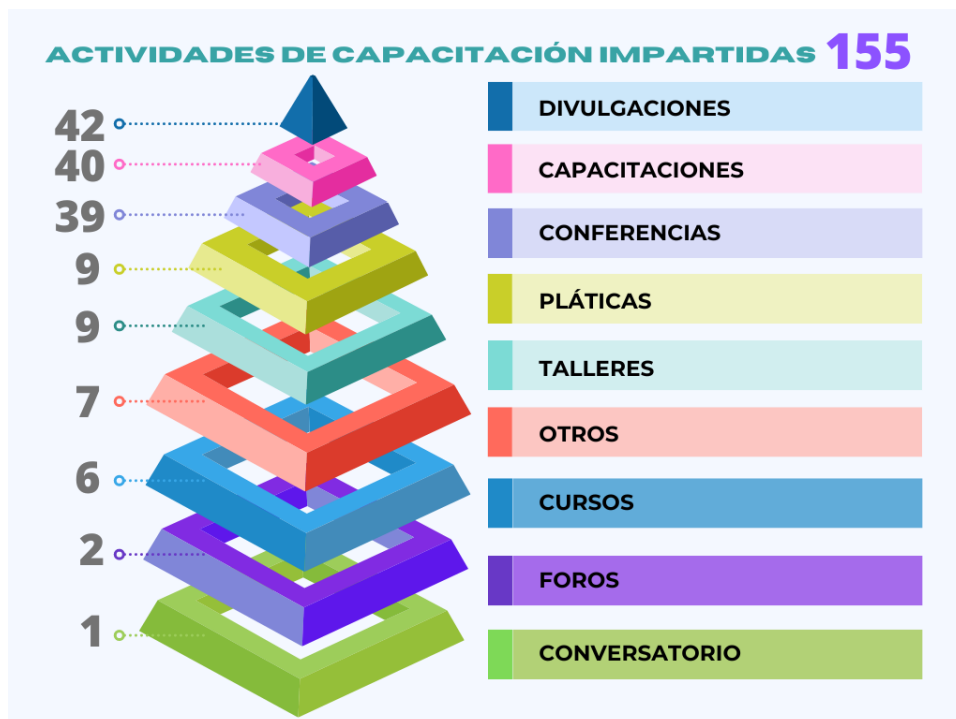 ACTIVIDADES DE CAPACITACIÓN IMPARTIDAS 155
42 DIVULGACIONES
40 CAPACITACIONES
39 CONFERENCIAS
9 PLÁTICAS
9 TALLERES
7 OTROS
6 CURSOS
2 FOROS
1 CONVERSATORIO